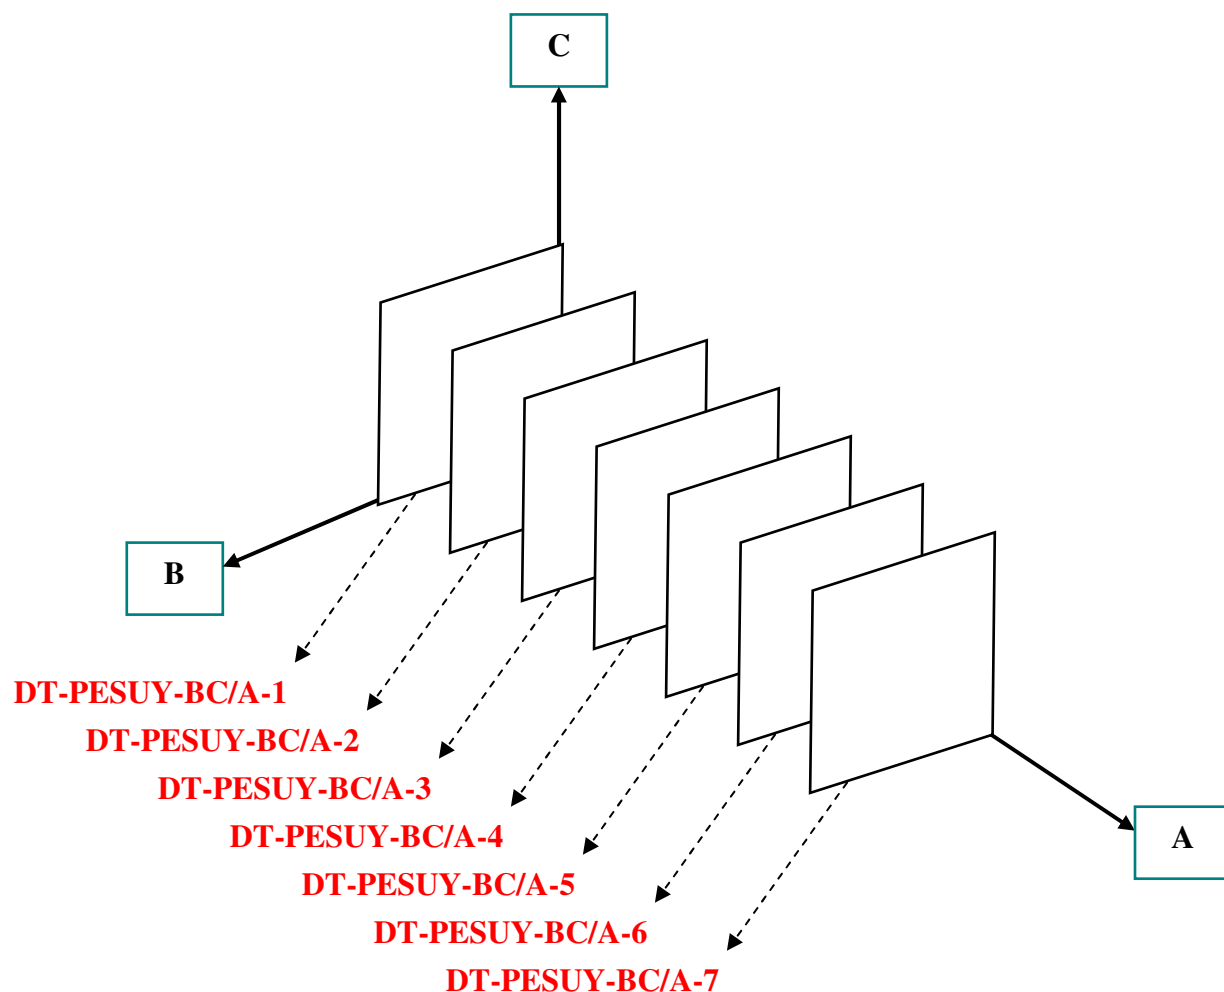 C
B
DT-PESUY-BC/A-1
DT-PESUY-BC/A-2
DT-PESUY-BC/A-3
DT-PESUY-BC/A-4
A
DT-PESUY-BC/A-5
DT-PESUY-BC/A-6
DT-PESUY-BC/A-7